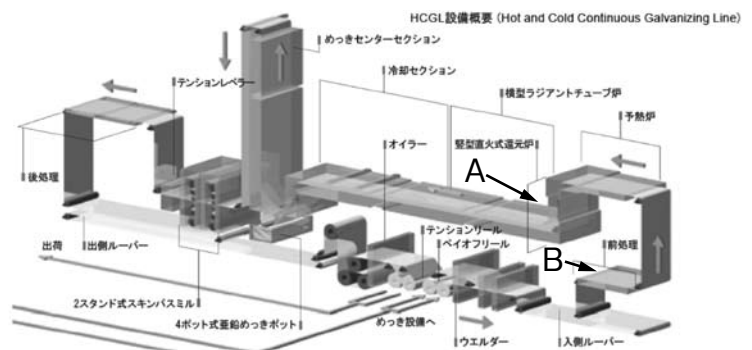 HCGL設備概要 (Hot and Cold Continuous Galvanizing Line)
めっきセンターセクション
冷却セクション
テンションレベラー
横型ラジアントチューブ炉
予熱炉
オイラー
竪型直火式還元炉
A
後処理
テンションリール
ペイオフリール
前処理
B
出荷
出側ルーパー
2スタンド式スキンパスミル
4ポット式亜鉛めっきポット
めっき設備へ
ウエルダー
入側ルーパー